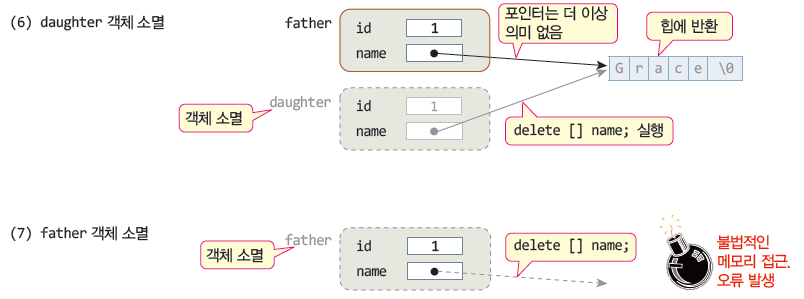 (6) daughter 객체 소멸
father
id 1
name
포인터는 더 이상
의미 없음
힙에 반환
G r a c e \0
daughter
객체 소멸
id 1
name
delete [] name; 실행
(7) father 객체 소멸
father
객체 소멸
id 1
name
delete [] name;
불법적인
메모리 접근.
오류 발생